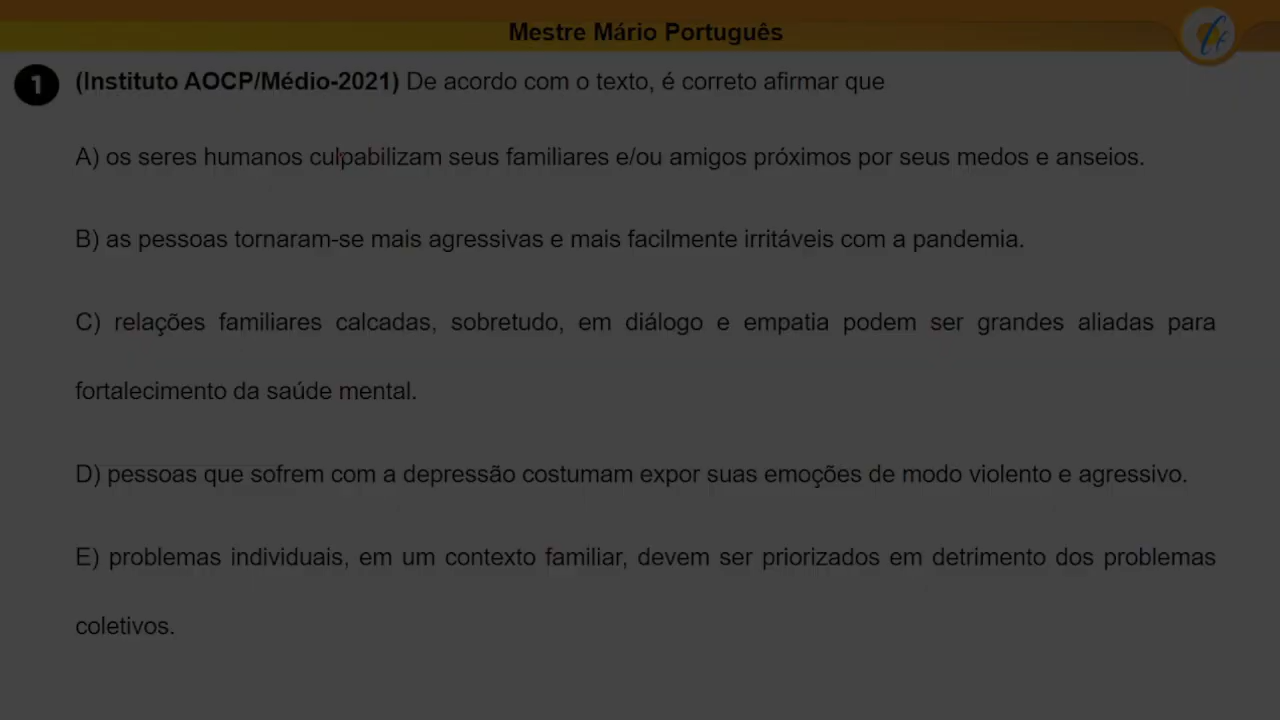 Mestre Mário Português
1 (Instituto AOCP/Médio-2021) De acordo com o texto, é correto afirmar que
A) os seres humanos culpabilizam seus familiares e/ou amigos próximos por seus medos e anseios.
B) as pessoas tornaram-se mais agressivas e mais facilmente irritáveis com a pandemia.
C) relações familiares calcadas, sobretudo, em diálogo e empatia podem ser grandes aliadas para
fortalecimento da saúde mental.
D) pessoas que sofrem com a depressão costumam expor suas emoções de modo violento e agressivo.
E) problemas individuais, em um contexto familiar, devem ser priorizados em detrimento dos problemas
coletivos.